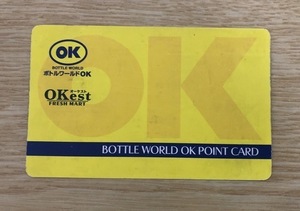 OK
BOTTLE WORLD
ボトルワールドOK
オーケスト
OKest
FRESH MART
OK
BOTTLE WORLD OK POINT CARD